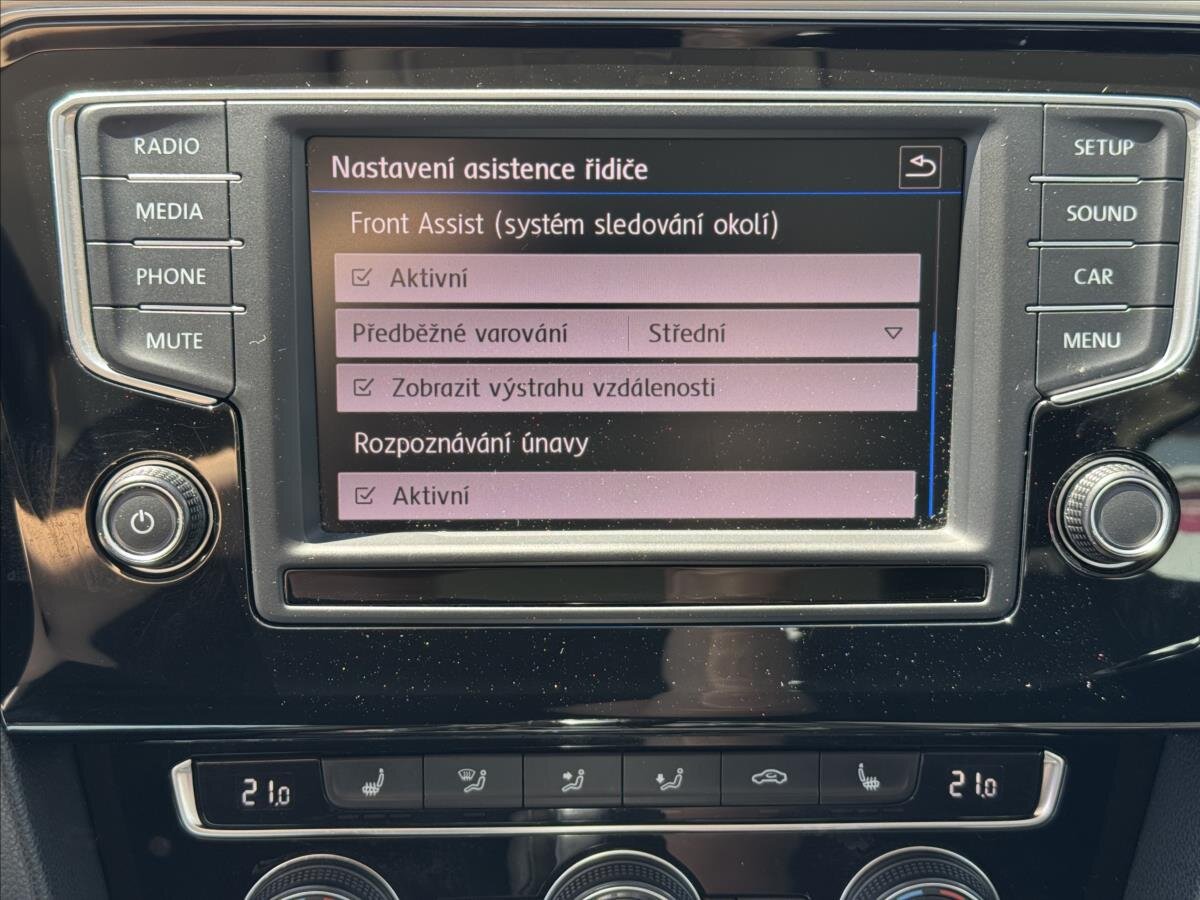 RADIO
MEDIA
PHONE
MUTE
Nastavení asistence řidiče
Front Assist (systém sledování okolí)
Aktivní
Předběžné varování Střední
Zobrazit výstrahu vzdálenosti
Rozpoznávání únavy
Aktivní
SETUP
SOUND
CAR
MENU
21.0
21.0